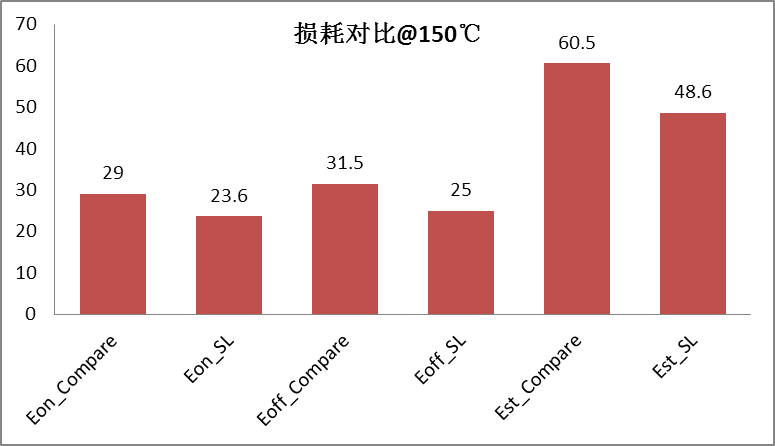 损耗对比@150℃
70
60
50
40
30
20
10
0
29
23.6
31.5
25
60.5
48.6
Eon_Compare
Eon_SL
Eoff_Compare
Eoff_SL
Est_Compare
Est_SL